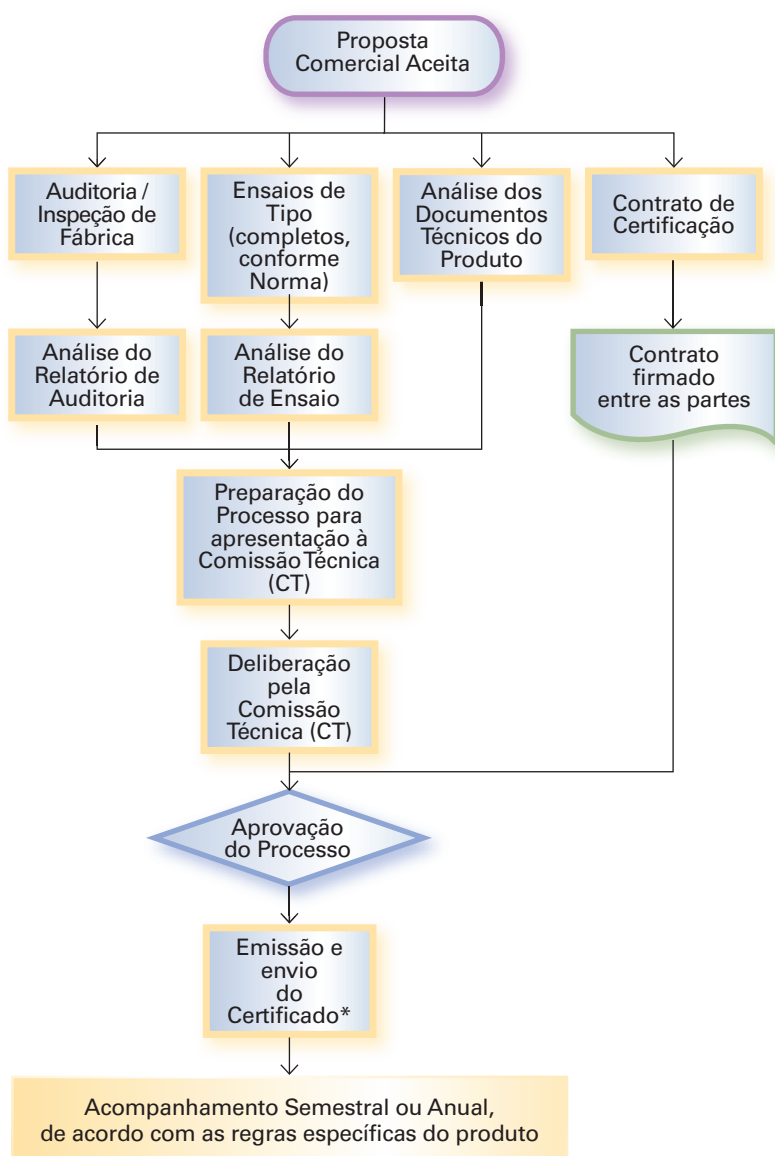 Proposta
Comercial Aceita
Auditoria /
Inspeção de
Fábrica
Ensaios de
Tipo
(completos,
conforme
Norma)
Análise dos
Documentos
Técnicos do
Produto
Contrato de
Certificação
Análise do
Relatório de
Auditoria
Análise do
Relatório
de Ensaio
Contrato
firmado
entre as partes
Preparação do
Processo para
apresentação à
Comissão Técnica
(CT)
Deliberação
pela
Comissão
Técnica (CT)
Aprovação
do Processo
Emissão e
envio
do
Certificado*
Acompanhamento Semestral ou Anual,
de acordo com as regras específicas do produto